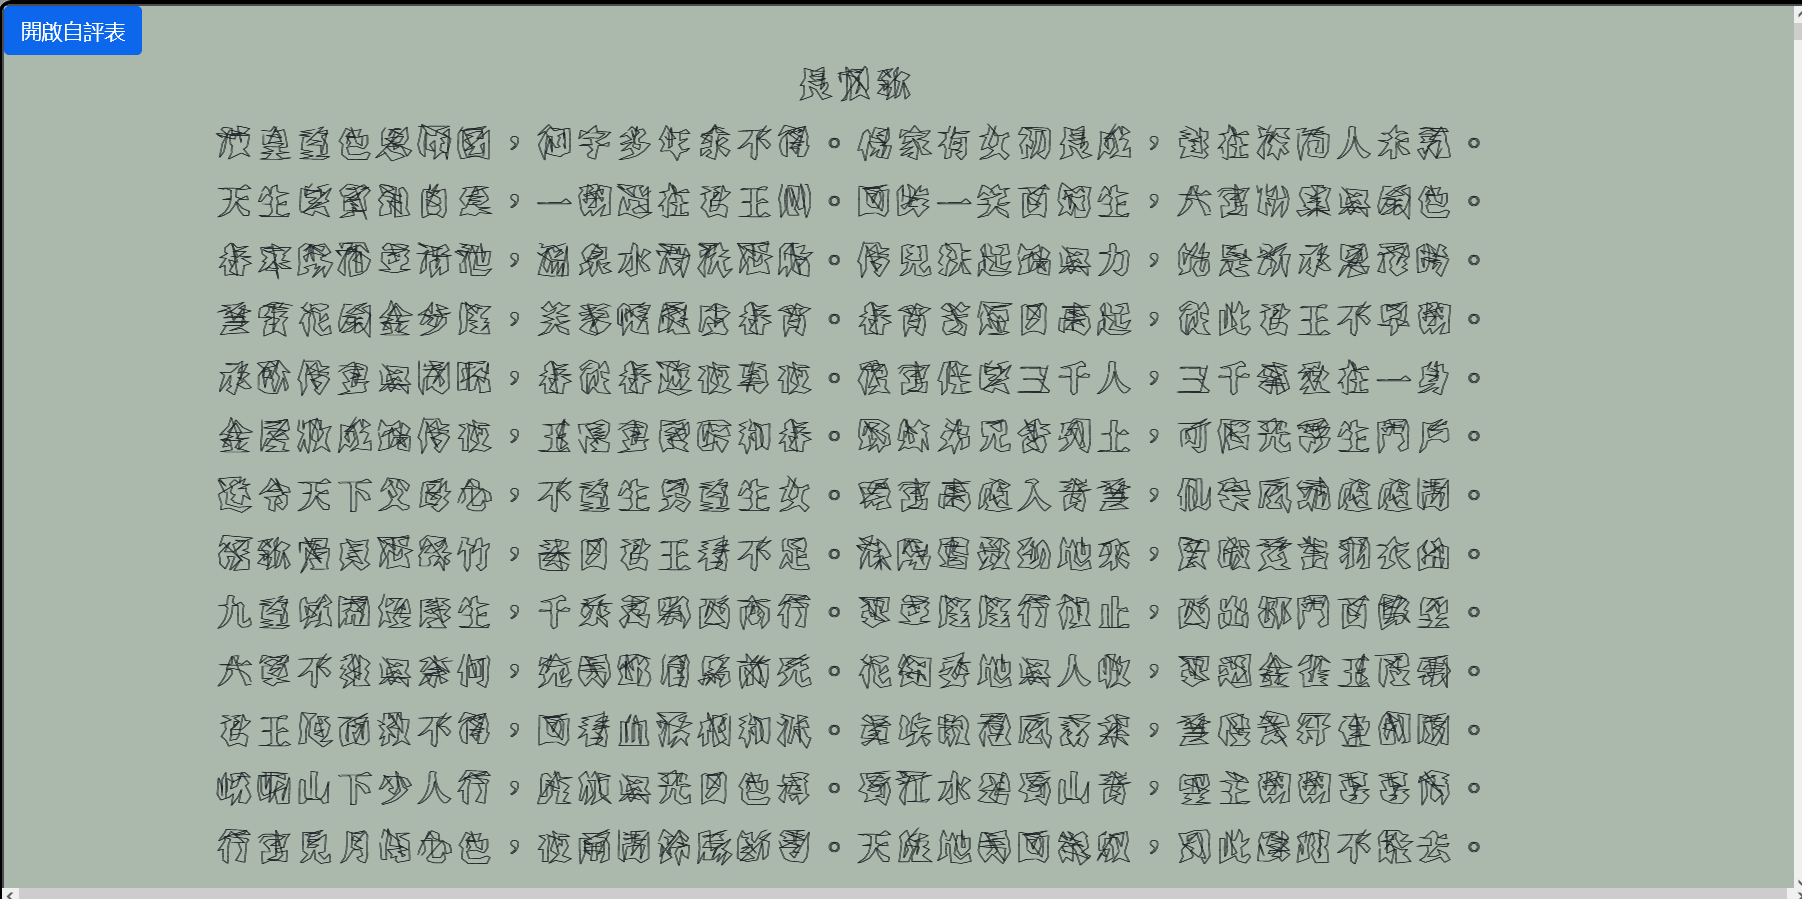 開啟自評表
長恨歌
漢皇重色思傾國，御宇多年求不得。楊家有女初長成，養在深閨人未識。
天生麗質難自棄，一朝選在君王側。回眸一笑百媚生，六宮粉黛無顏色。
春寒賜浴華清池，溫泉水滑洗凝脂。侍兒扶起嬌無力，始是新承恩澤時。
雲鬢花顏金步搖，芙蓉帳暖度春宵。春宵苦短日高起，從此君王不早朝。
承歡侍宴無閒暇，春從春遊夜專夜。後宮佳麗三千人，三千寵愛在一身。
金屋妝成嬌侍夜，玉樓宴罷醉和春。姊妹弟兄皆列土，可憐光彩生門戶。
遂令天下父母心，不重生男重生女。驪宮高處入青雲，仙樂風飄處處聞。
緩歌慢舞凝絲竹，盡日君王看不足。漁陽鼙鼓動地來，驚破霓裳羽衣曲。
九重城闕煙塵生，千乘萬騎西南行。翠華搖搖行復止，西出都門百餘里。
六軍不發無奈何，宛轉蛾眉馬前死。花鈿委地無人收，翠翹金雀玉搔頭。
君王掩面救不得，回看血淚相和流。黃埃散漫風蕭索，雲棧縈紆登劍閣。
峨嵋山下少人行，旌旗無光日色薄。蜀江水碧蜀山青，聖主朝朝暮暮情。
行宮見月傷心色，夜雨聞鈴腸斷聲。天旋地轉回龍馭，到此躊躇不能去。